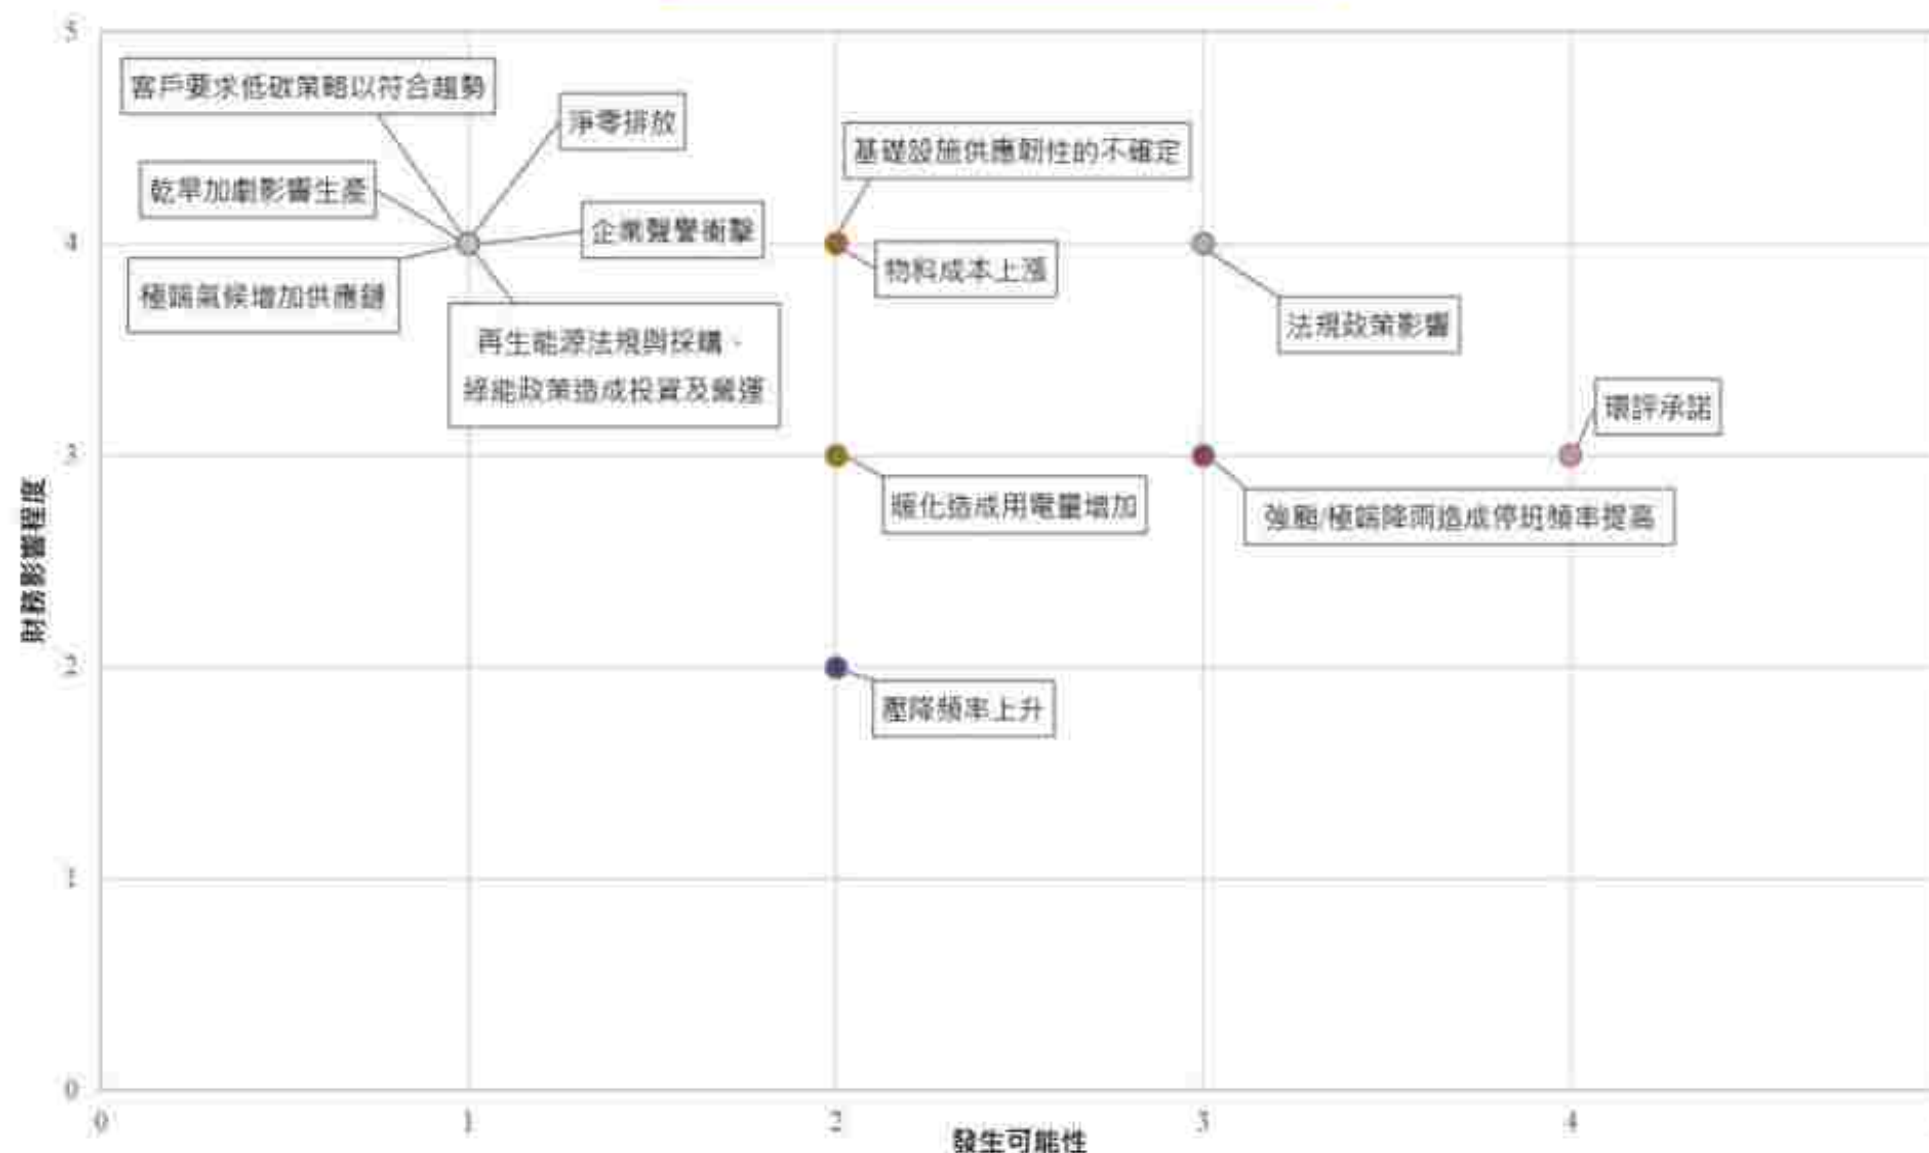 5
客戶要求低碳策略以符合趨勢
淨零排放
基礎設施供應韌性的不確定
乾旱加劇影響生產
企業聲譽衝擊
4
物料成本上漲
極端氣候增加供應鏈
法規政策影響
再生能源法規與採購、
綠能政策造成投資及營運
環評承諾
3
暖化造成用電量增加
強颱/極端降雨造成停班頻率提高
財務影響程度
2
壓降頻率上升
1
0
0
1
2
3
4
發生可能性